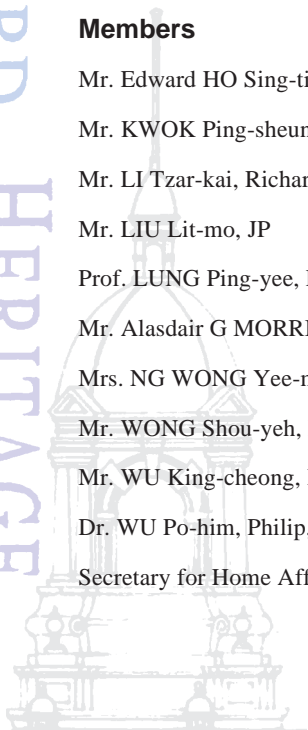 RD HERITAGE
Members
Mr. Edward HO Sing-ti
Mr. KWOK Ping-sheun
Mr. LI Tzar-kai, Richar
Mr. LIU Lit-mo, JP
Prof. LUNG Ping-yee,
Mr. Alasdair G MORR
Mrs. NG WONG Yee-
Mr. WONG Shou-yeh,
Mr. WU King-cheong,
Dr. WU Po-him, Philip,
Secretary for Home Aff